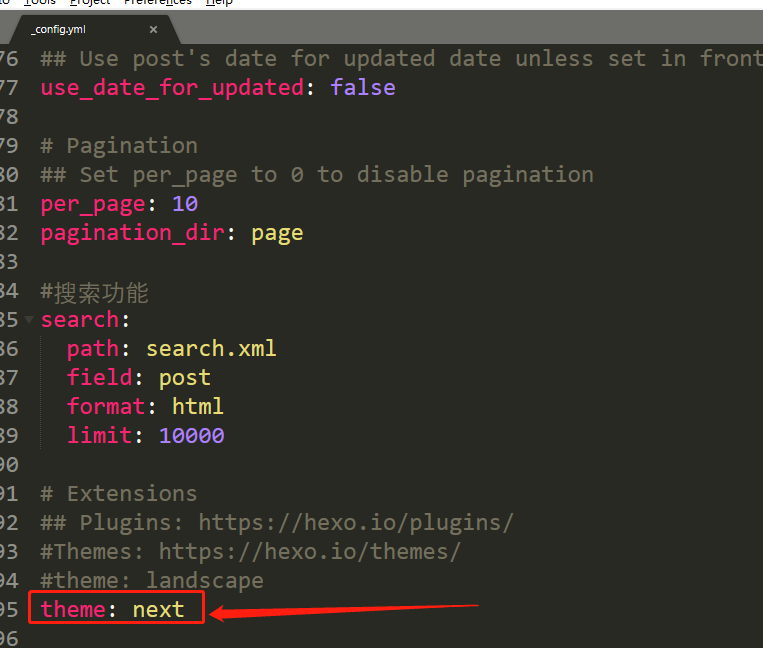 Tools Project Preferences Help
_config.yml ×
76 ## Use post's date for updated date unless set in front
77 use_date_for_updated: false
78
79 # Pagination
80 ## Set per_page to 0 to disable pagination
81 per_page: 10
82 pagination_dir: page
83
84 #搜索功能
85 search:
86 path: search.xml
87 field: post
88 format: html
89 limit: 10000
90
91 # Extensions
92 ## Plugins: https://hexo.io/plugins/
93 #Themes: https://hexo.io/themes/
94 #theme: landscape
95 theme: next
96